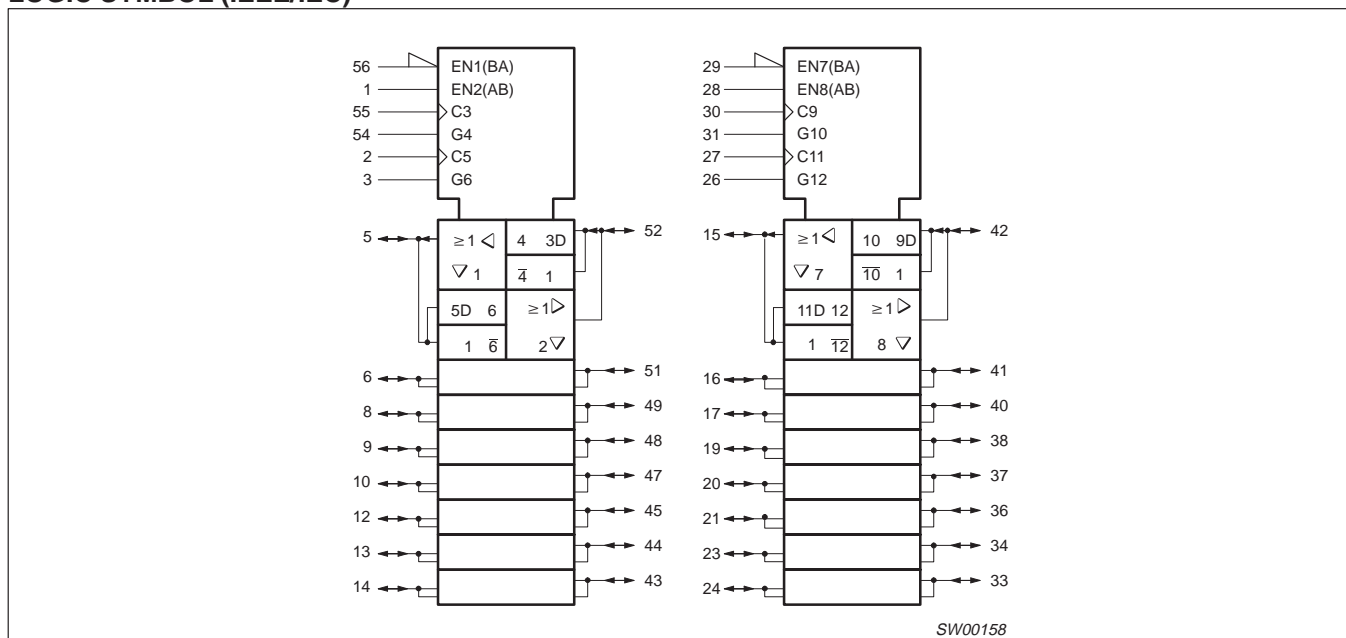 LOGIC SYMBOL (IEEE/IEC)
56 EN1(BA)
1 EN2(AB)
55 C3
54 G4
2 C5
3 G6
5 ≥1 4 3D 52
1 4̅ 1
5D 6 ≥1
1 6̅ 2
6 51
8 49
9 48
10 47
12 45
13 44
14 43
29 EN7(BA)
28 EN8(AB)
30 C9
31 G10
27 C11
26 G12
15 ≥1 10 9D 42
7 1̅0̅ 1
11D 12 ≥1
1 1̅2̅ 8
16 41
17 40
19 38
20 37
21 36
23 34
24 33
SW00158